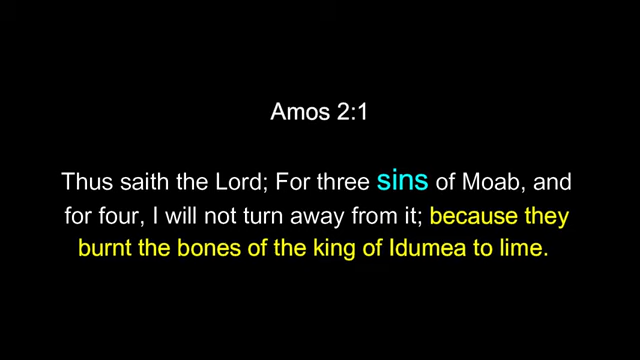 Amos 2:1
Thus saith the Lord; For three sins of Moab, and
for four, I will not turn away from it; because they
burnt the bones of the king of Idumea to lime.